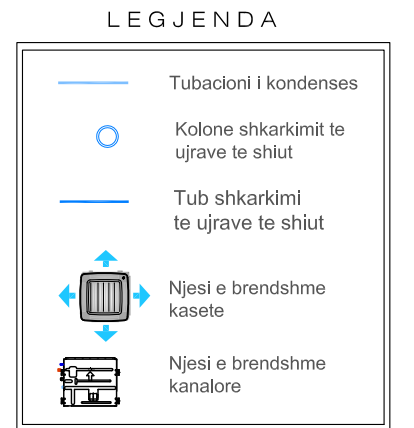 LEGJENDA
Tubacioni i kondenses
Kolone shkarkimit te
ujrave te shiut
Tub shkarkimi
te ujrave te shiut
Njesi e brendshme
kasete
Njesi e brendshme
kanalore